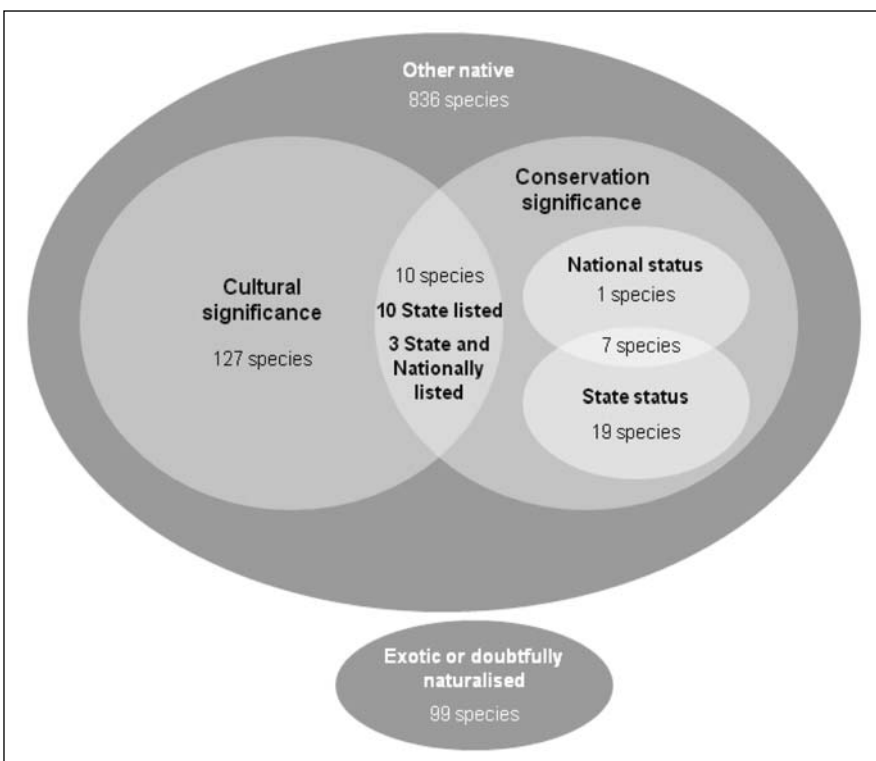 Other native
836 species
Conservation
significance
National status
1 species
10 species
Cultural
significance
10 State listed
3 State and
Nationally
listed
127 species
7 species
State status
19 species
Exotic or doubtfully
naturalised
99 species